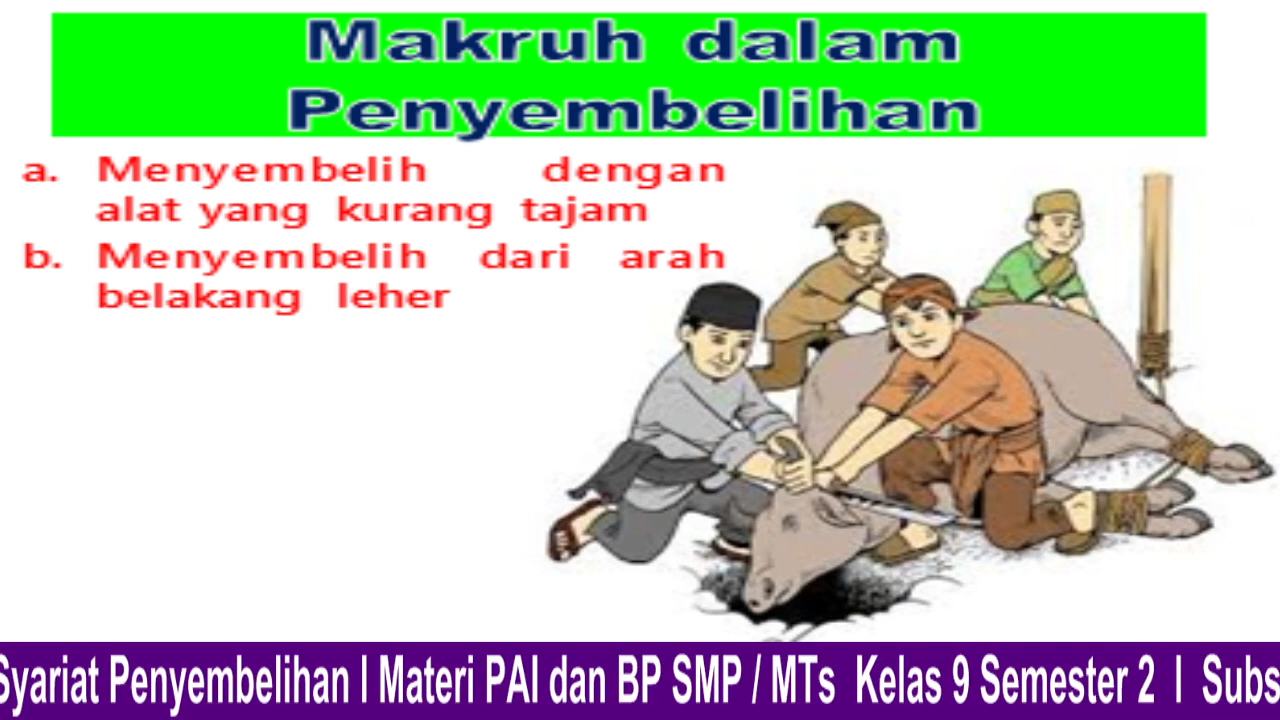 Makruh dalam
Penyembelihan
a. Menyembelih dengan
alat yang kurang tajam
b. Menyembelih dari arah
belakang leher
Syariat Penyembelihan I Materi PAI dan BP SMP / MTs Kelas 9 Semester 2 I Subs